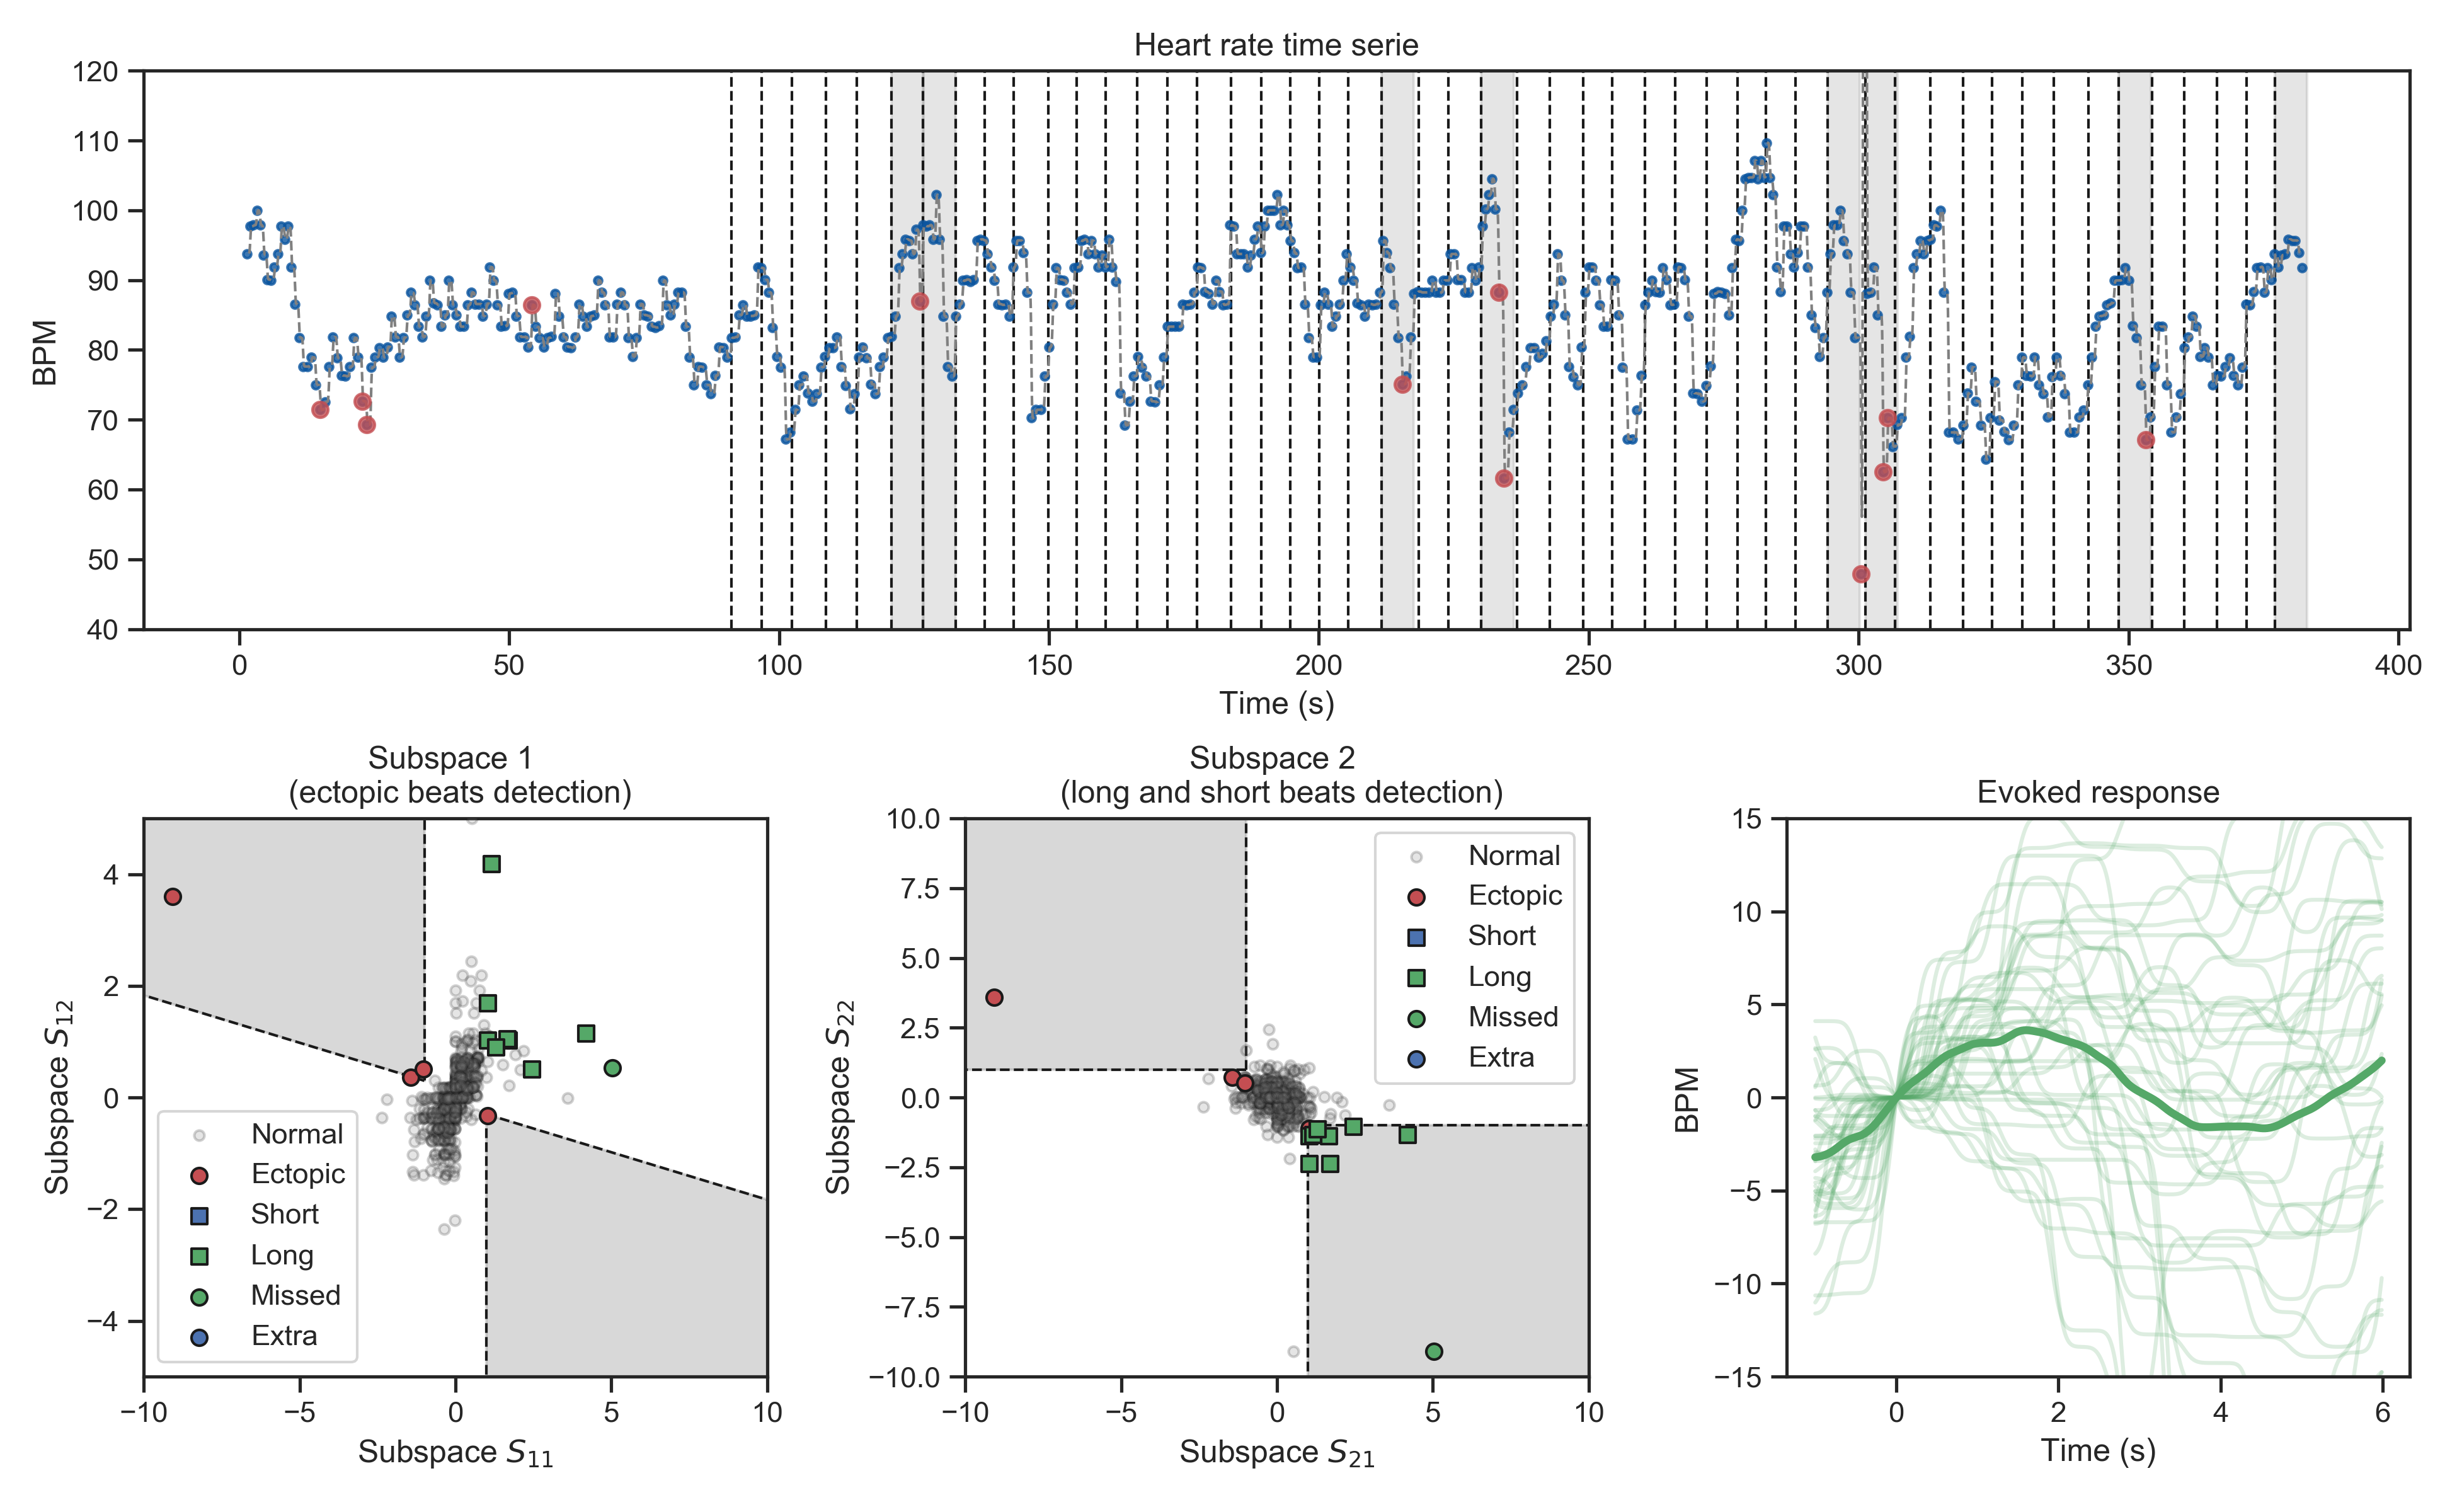 Heart rate time serie
120
110
100
90
80
70
60
50
40
BPM
0 50 100 150 200 250 300 350 400
Time (s)
Subspace 1
(ectopic beats detection)
4
2
0
−2
−4
Subspace S12
Normal
Ectopic
Short
Long
Missed
Extra
−10 −5 0 5 10
Subspace S11
Subspace 2
(long and short beats detection)
10.0
7.5
5.0
2.5
0.0
−2.5
−5.0
−7.5
−10.0
Subspace S22
Normal
Ectopic
Short
Long
Missed
Extra
−10 −5 0 5 10
Subspace S21
Evoked response
15
10
5
0
−5
−10
−15
BPM
0 2 4 6
Time (s)